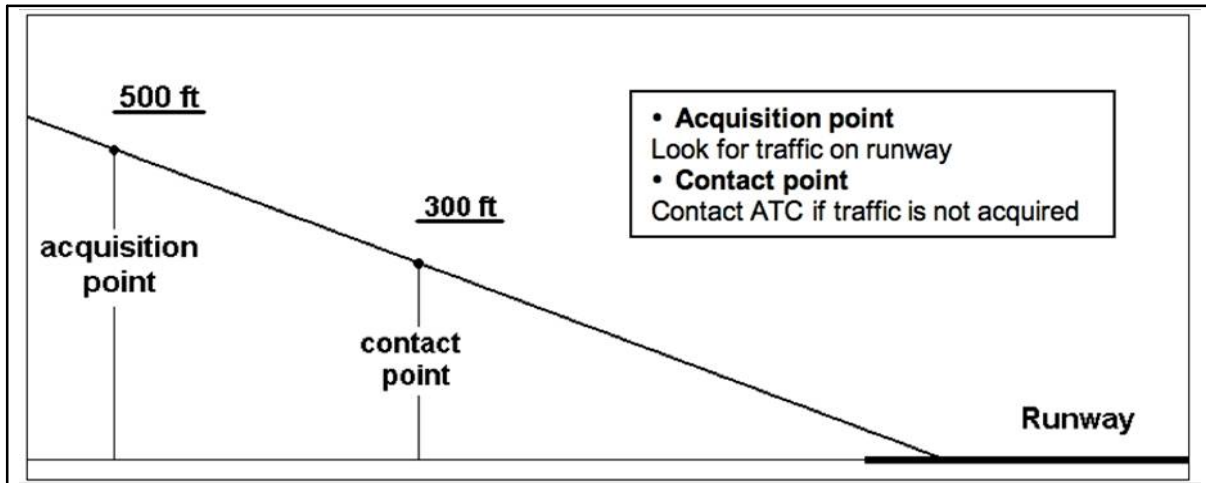 500 ft
acquisition
point
300 ft
contact
point
• Acquisition point
Look for traffic on runway
• Contact point
Contact ATC if traffic is not acquired
Runway